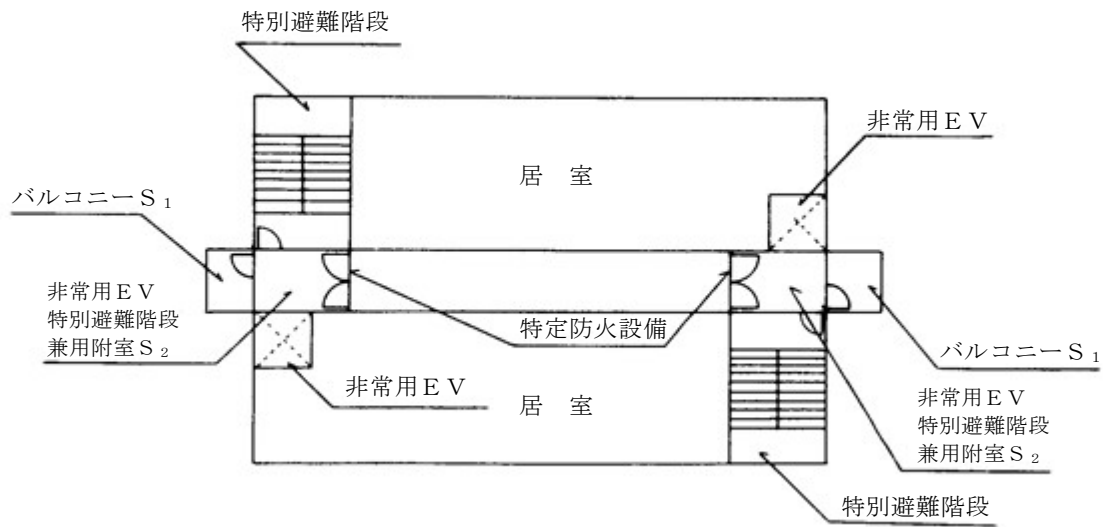 特別避難階段
非常用ＥＶ
居　室
バルコニーＳ₁
非常用ＥＶ
特別避難階段
兼用附室Ｓ₂
特定防火設備
バルコニーＳ₁
非常用ＥＶ
居　室
非常用ＥＶ
特別避難階段
兼用附室Ｓ₂
特別避難階段